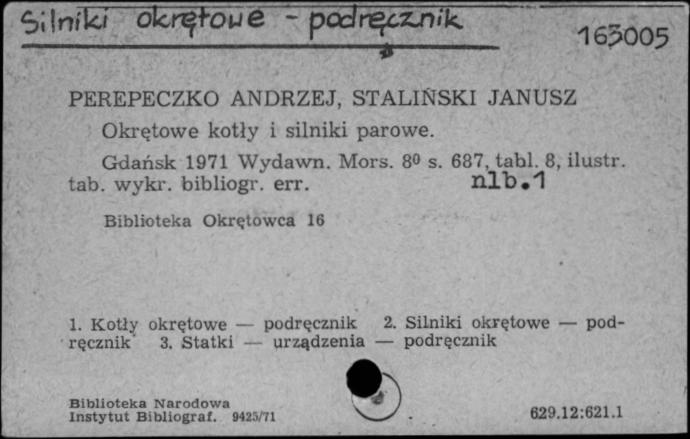 Silniki okrętowe - podręcznik
163005
PEREPECZKO ANDRZEJ, STALIŃSKI JANUSZ
Okrętowe kotły i silniki parowe.
Gdańsk 1971 Wydawn. Mors. 8⁰ s. 687, tabl. 8, ilustr.
tab. wykr. bibliogr. err. nlb.1
Biblioteka Okrętowca 16
1. Kotły okrętowe — podręcznik 2. Silniki okrętowe — pod-
ręcznik 3. Statki — urządzenia — podręcznik
Biblioteka Narodowa
Instytut Bibliograf. 9425/71
629.12:621.1